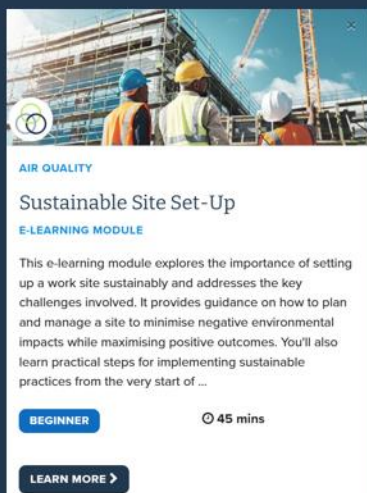 AIR QUALITY
Sustainable Site Set-Up
E-LEARNING MODULE
This e-learning module explores the importance of setting
up a work site sustainably and addresses the key
challenges involved. It provides guidance on how to plan
and manage a site to minimise negative environmental
impacts while maximising positive outcomes. You'll also
learn practical steps for implementing sustainable
practices from the very start of ...
BEGINNER
45 mins
LEARN MORE